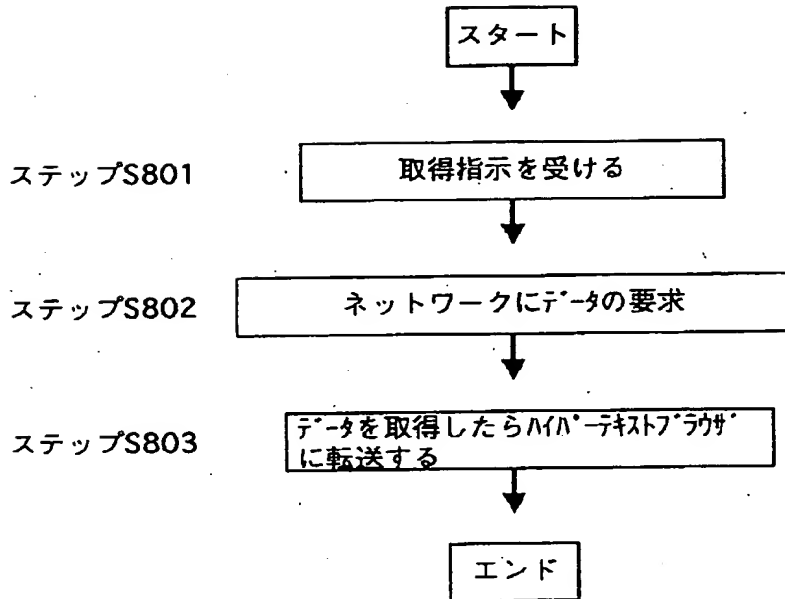 スタート
ステップS801
取得指示を受ける
ステップS802
ネットワークにﾃﾞｰﾀの要求
ステップS803
ﾃﾞｰﾀを取得したらﾊｲﾊﾟｰﾃｷｽﾄﾌﾞﾗｳｻﾞ
に転送する
エンド